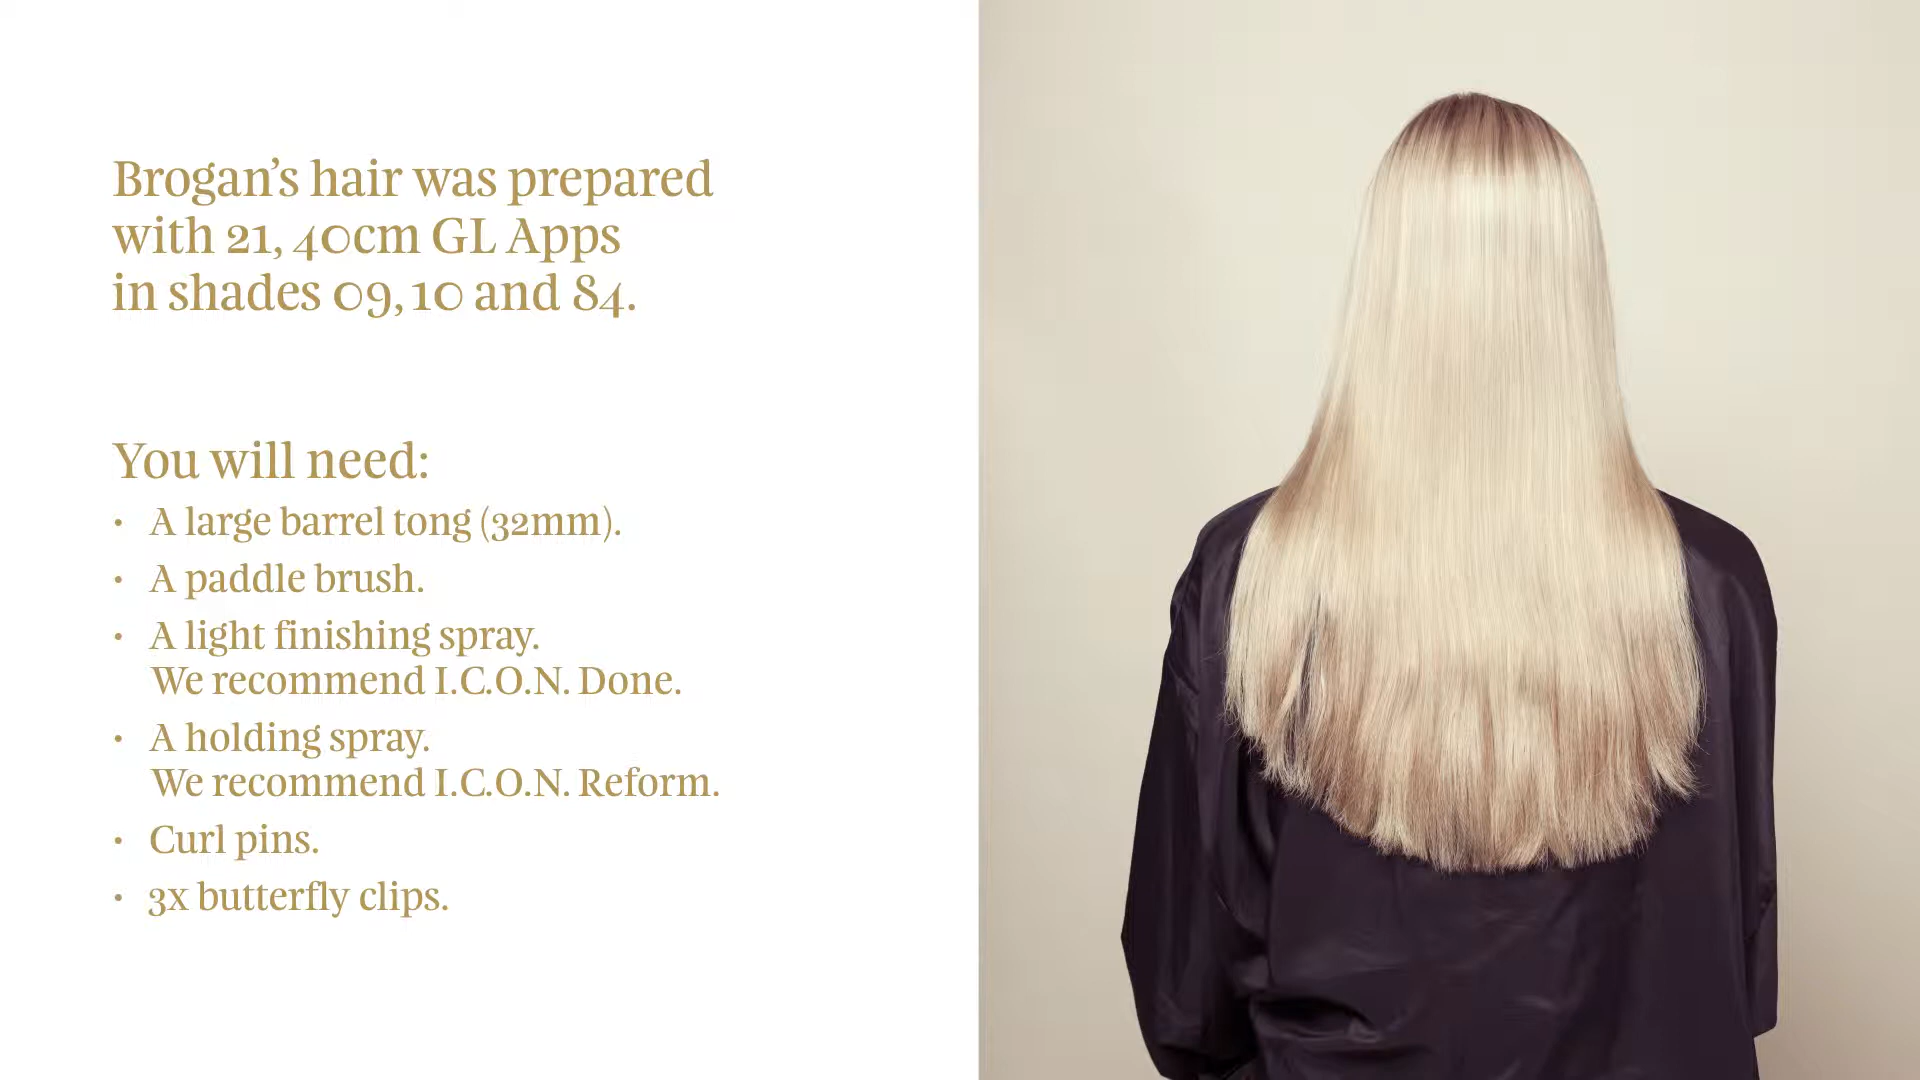 Brogan’s hair was prepared
with 21, 40cm GL Apps
in shades 09, 10 and 84.
You will need:
• A large barrel tong (32mm).
• A paddle brush.
• A light finishing spray.
We recommend I.C.O.N. Done.
• A holding spray.
We recommend I.C.O.N. Reform.
• Curl pins.
• 3x butterfly clips.